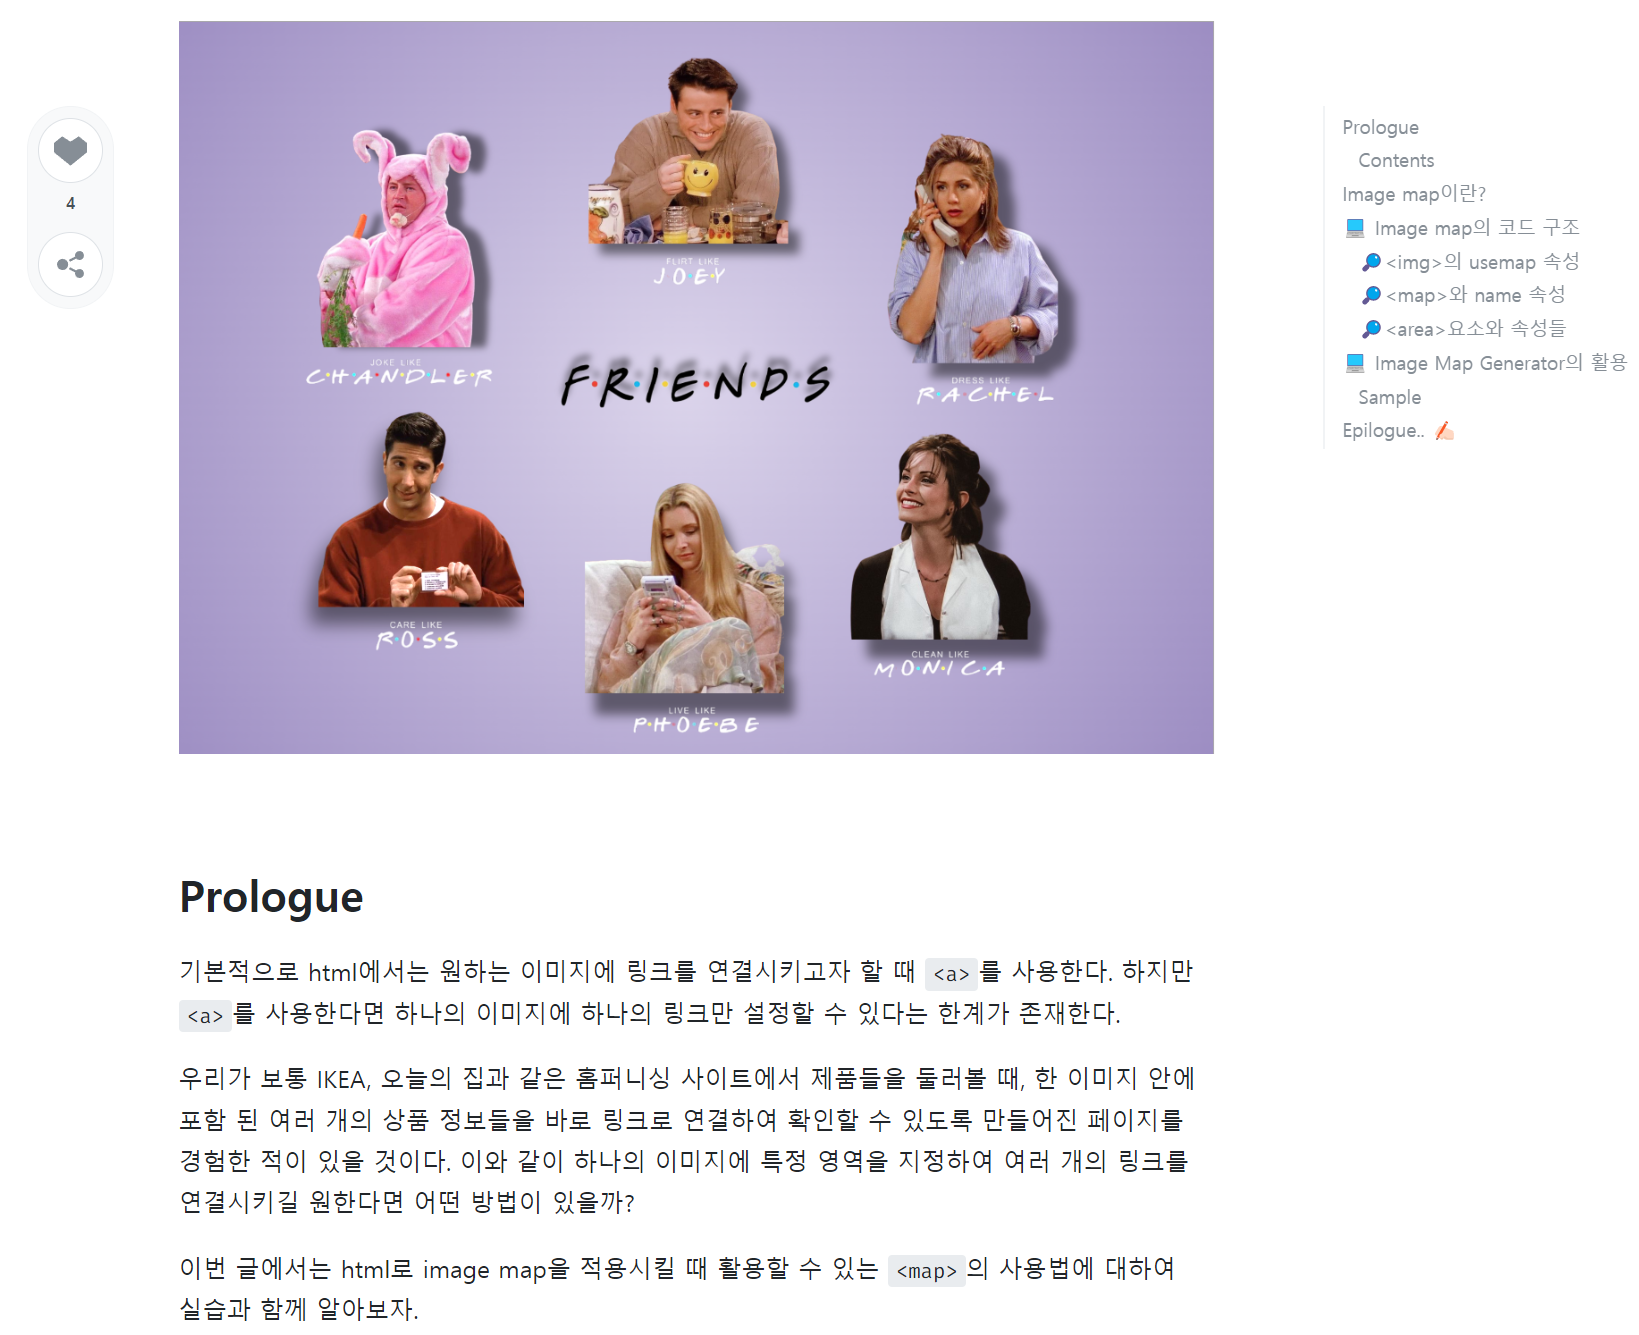 4
FLIRT LIKE
JOEY
JOKE LIKE
CHANDLER
FRIENDS
DRESS LIKE
RACHEL
CARE LIKE
ROSS
CLEAN LIKE
MONICA
LIVE LIKE
PHOEBE
Prologue
Contents
Image map이란?
Image map의 코드 구조
<img>의 usemap 속성
<map>와 name 속성
<area>요소와 속성들
Image Map Generator의 활용
Sample
Epilogue..
Prologue
기본적으로 html에서는 원하는 이미지에 링크를 연결시키고자 할 때 <a>를 사용한다. 하지만
<a>를 사용한다면 하나의 이미지에 하나의 링크만 설정할 수 있다는 한계가 존재한다.
우리가 보통 IKEA, 오늘의 집과 같은 홈퍼니싱 사이트에서 제품들을 둘러볼 때, 한 이미지 안에
포함 된 여러 개의 상품 정보들을 바로 링크로 연결하여 확인할 수 있도록 만들어진 페이지를
경험한 적이 있을 것이다. 이와 같이 하나의 이미지에 특정 영역을 지정하여 여러 개의 링크를
연결시키길 원한다면 어떤 방법이 있을까?
이번 글에서는 html로 image map을 적용시킬 때 활용할 수 있는 <map>의 사용법에 대하여
실습과 함께 알아보자.